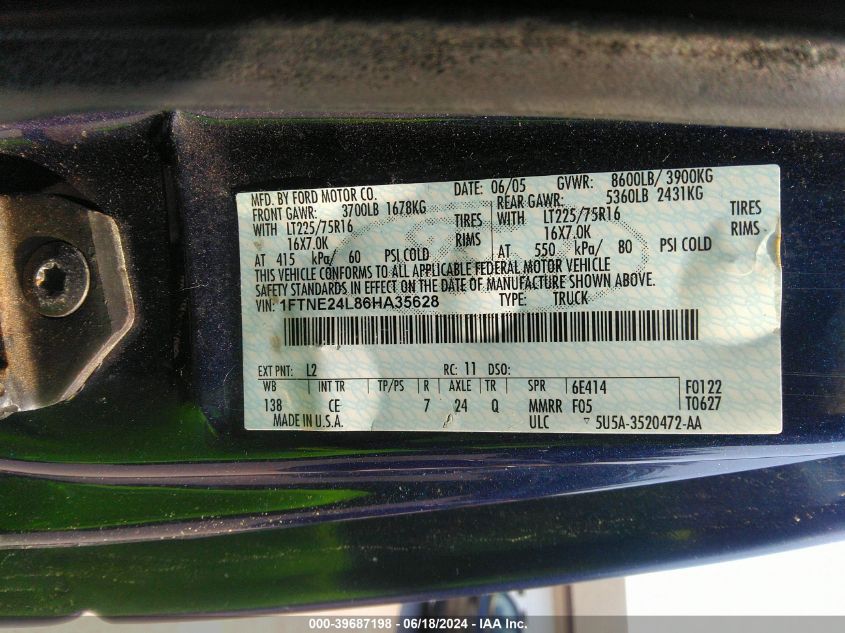 MFD. BY FORD MOTOR CO. DATE: 06/05 GVWR: 8600LB/ 3900KG
FRONT GAWR: 3700LB 1678KG REAR GAWR: 5360LB 2431KG
WITH LT225/75R16 TIRES WITH LT225/75R16 TIRES
16X7.0K RIMS 16X7.0K RIMS
AT 415 kPa/ 60 PSI COLD AT 550 kPa/ 80 PSI COLD
THIS VEHICLE CONFORMS TO ALL APPLICABLE FEDERAL MOTOR VEHICLE
SAFETY STANDARDS IN EFFECT ON THE DATE OF MANUFACTURE SHOWN ABOVE.
VIN: 1FTNE24L86HA35628 TYPE: TRUCK
EXT PNT: L2 RC: 11 DSO:
WB INT TR TP/PS R AXLE TR SPR 6E414 F0122
138 CE 7 24 Q MMRR F05 T0627
MADE IN U.S.A. ULC 5U5A-3520472-AA
000-39687198 - 06/18/2024 - IAA Inc.